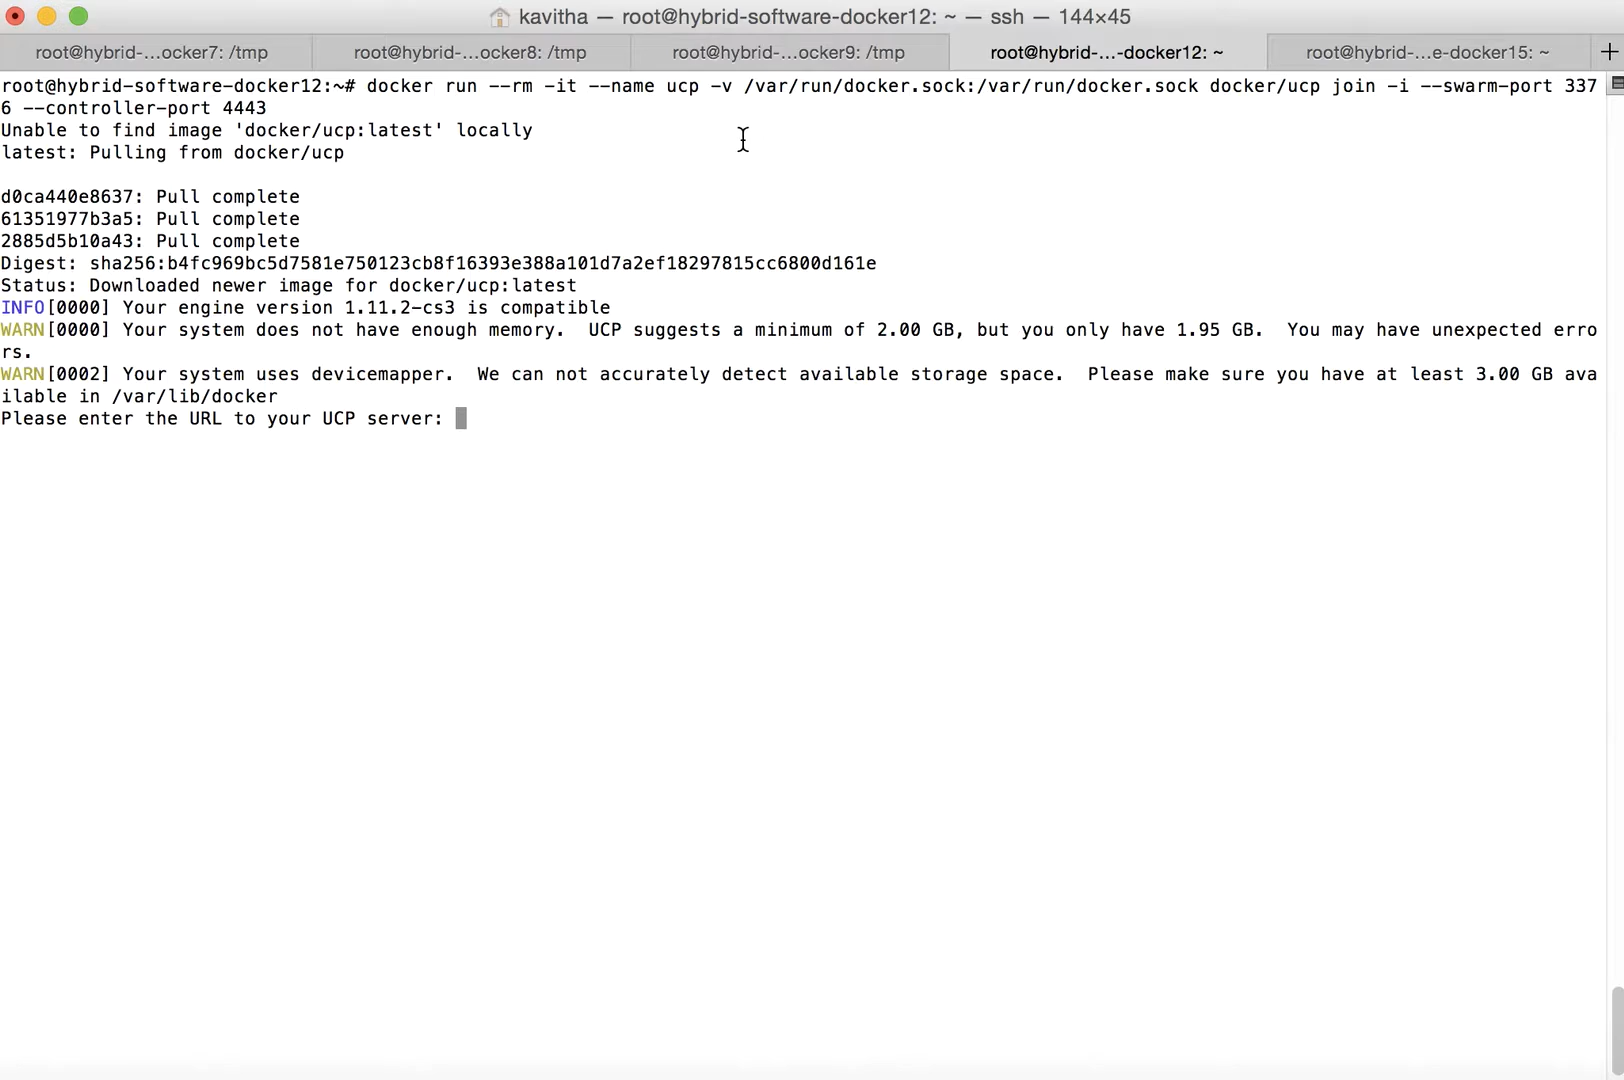 kavitha — root@hybrid-software-docker12: ~ — ssh — 144×45
root@hybrid-...ocker7: /tmp
root@hybrid-...ocker8: /tmp
root@hybrid-...ocker9: /tmp
root@hybrid-...-docker12: ~
root@hybrid-...e-docker15: ~
root@hybrid-software-docker12:~# docker run --rm -it --name ucp -v /var/run/docker.sock:/var/run/docker.sock docker/ucp join -i --swarm-port 337
6 --controller-port 4443
Unable to find image 'docker/ucp:latest' locally
latest: Pulling from docker/ucp
d0ca440e8637: Pull complete
61351977b3a5: Pull complete
2885d5b10a43: Pull complete
Digest: sha256:b4fc969bc5d7581e750123cb8f16393e388a101d7a2ef18297815cc6800d161e
Status: Downloaded newer image for docker/ucp:latest
INFO[0000] Your engine version 1.11.2-cs3 is compatible
WARN[0000] Your system does not have enough memory.  UCP suggests a minimum of 2.00 GB, but you only have 1.95 GB.  You may have unexpected erro
rs.
WARN[0002] Your system uses devicemapper.  We can not accurately detect available storage space.  Please make sure you have at least 3.00 GB ava
ilable in /var/lib/docker
Please enter the URL to your UCP server: